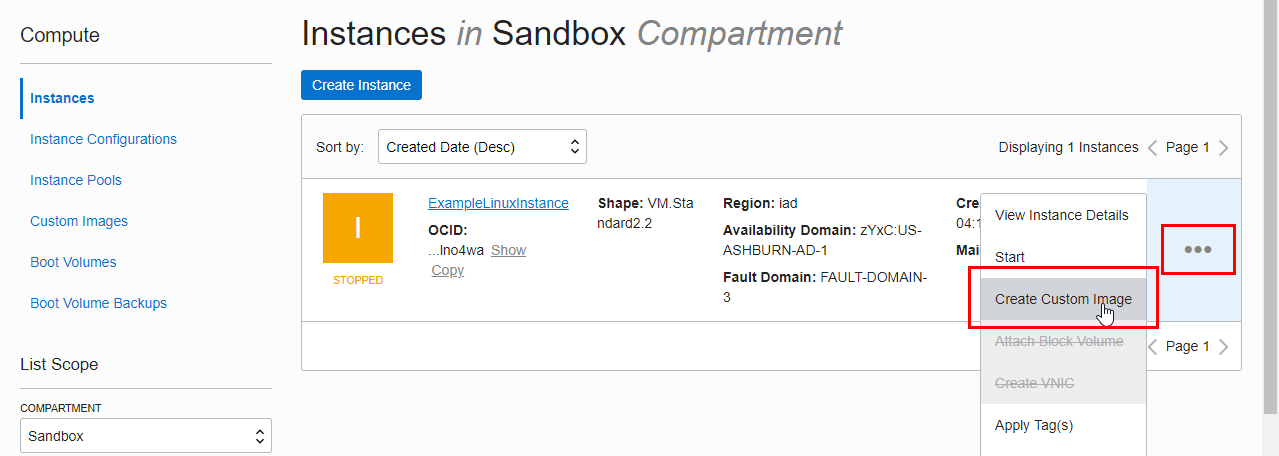 Compute
Instances
Instance Configurations
Instance Pools
Custom Images
Boot Volumes
Boot Volume Backups
List Scope
COMPARTMENT
Sandbox
Instances in Sandbox Compartment
Create Instance
Sort by: Created Date (Desc)
Displaying 1 Instances Page 1
I
STOPPED
ExampleLinuxInstance
OCID:
...lno4wa Show
Copy
Shape: VM.Sta
ndard2.2
Region: iad
Availability Domain: zYxC:US-
ASHBURN-AD-1
Fault Domain: FAULT-DOMAIN-
3
Cre
04:1
Mai
View Instance Details
Start
Create Custom Image
Attach Block Volume
Create VNIC
Apply Tag(s)
•••
Page 1